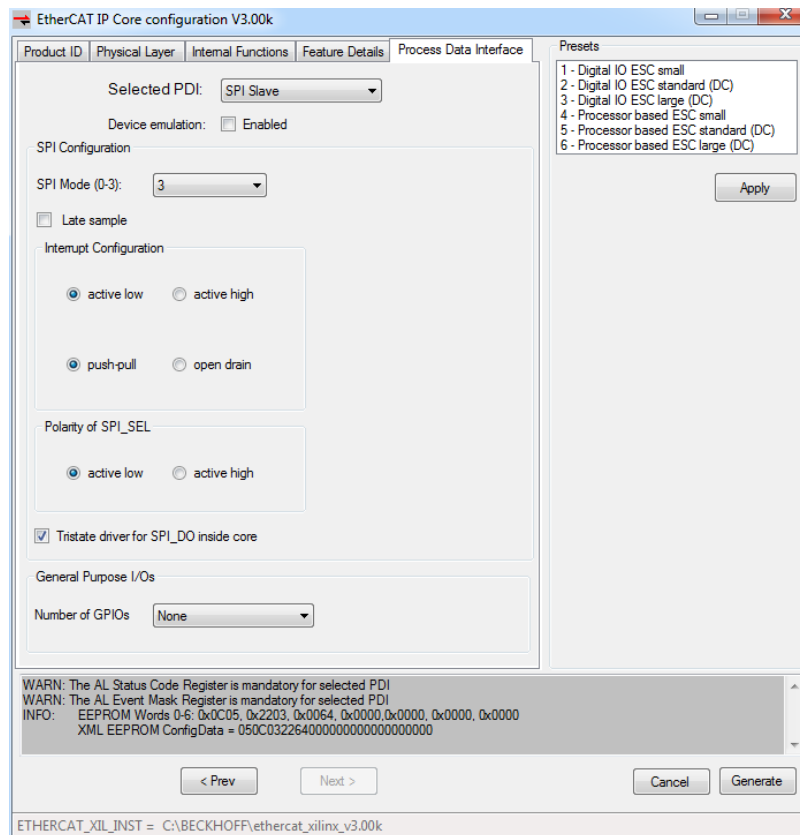 EtherCAT IP Core configuration V3.00k
Product ID Physical Layer Internal Functions Feature Details Process Data Interface
Selected PDI: SPI Slave
Device emulation: Enabled
SPI Configuration
SPI Mode (0-3): 3
Late sample
Interrupt Configuration
active low active high
push-pull open drain
Polarity of SPI_SEL
active low active high
Tristate driver for SPI_DO inside core
General Purpose I/Os
Number of GPIOs None
Presets
1 - Digital IO ESC small
2 - Digital IO ESC standard (DC)
3 - Digital IO ESC large (DC)
4 - Processor based ESC small
5 - Processor based ESC standard (DC)
6 - Processor based ESC large (DC)
Apply
WARN: The AL Status Code Register is mandatory for selected PDI
WARN: The AL Event Mask Register is mandatory for selected PDI
INFO: EEPROM Words 0-6: 0x0C05, 0x2203, 0x0064, 0x0000,0x0000, 0x0000, 0x0000
XML EEPROM ConfigData = 050C0322640000000000000000000
< Prev Next > Cancel Generate
ETHERCAT_XIL_INST = C:\BECKHOFF\ethercat_xilinx_v3.00k